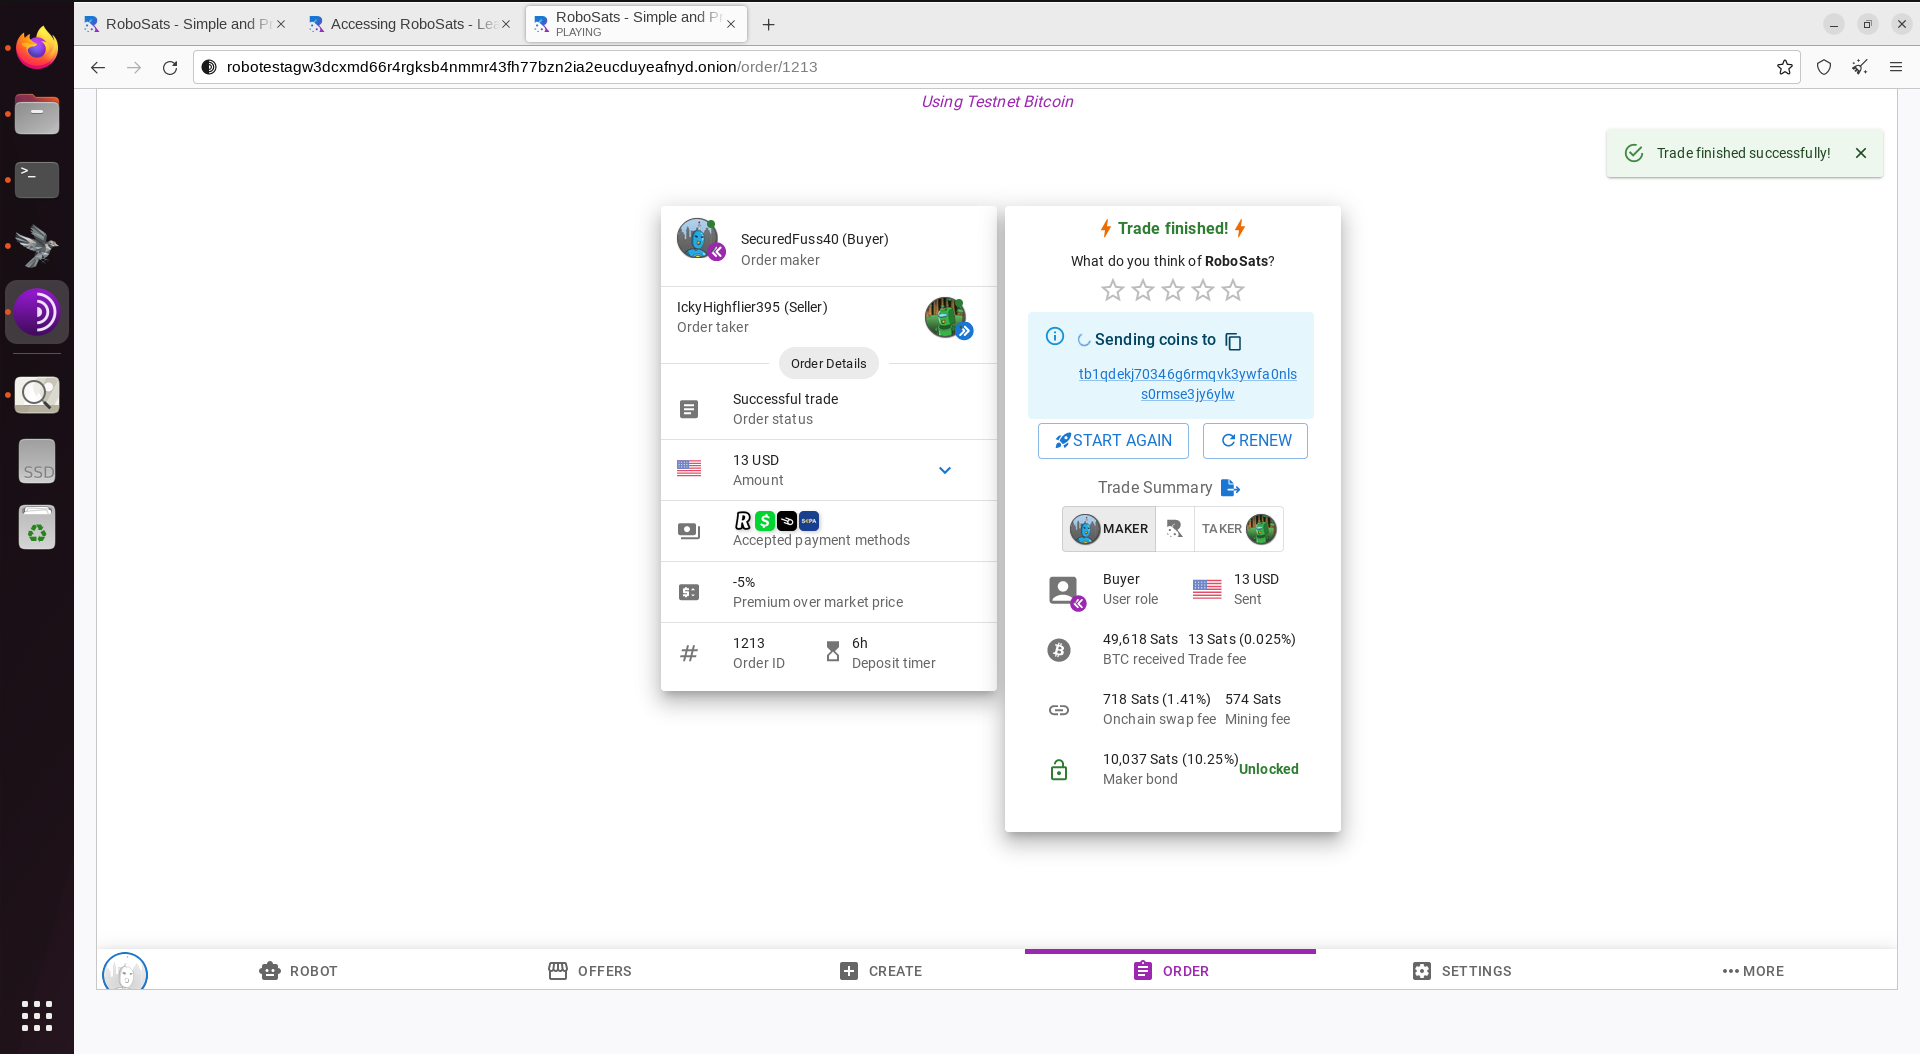 RoboSats - Simple and Pr
Accessing RoboSats - Lea
RoboSats - Simple and Pr
PLAYING
robotestagw3dcxmd66r4rgksb4nmmr43fh77bzn2ia2eucduyeafnyd.onion/order/1213
Using Testnet Bitcoin
Trade finished successfully!
SecuredFuss40 (Buyer)
Order maker
IckyHighflier395 (Seller)
Order taker
Order Details
Successful trade
Order status
13 USD
Amount
Accepted payment methods
-5%
Premium over market price
1213
Order ID
6h
Deposit timer
Trade finished!
What do you think of RoboSats?
Sending coins to
tb1qdekj70346g6rmqvk3ywfa0nls
s0rmse3jy6ylw
START AGAIN
RENEW
Trade Summary
MAKER
TAKER
Buyer
User role
13 USD
Sent
49,618 Sats
BTC received
13 Sats (0.025%)
Trade fee
718 Sats (1.41%)
Onchain swap fee
574 Sats
Mining fee
10,037 Sats (10.25%)
Maker bond
Unlocked
SSD
ROBOT
OFFERS
CREATE
ORDER
SETTINGS
MORE